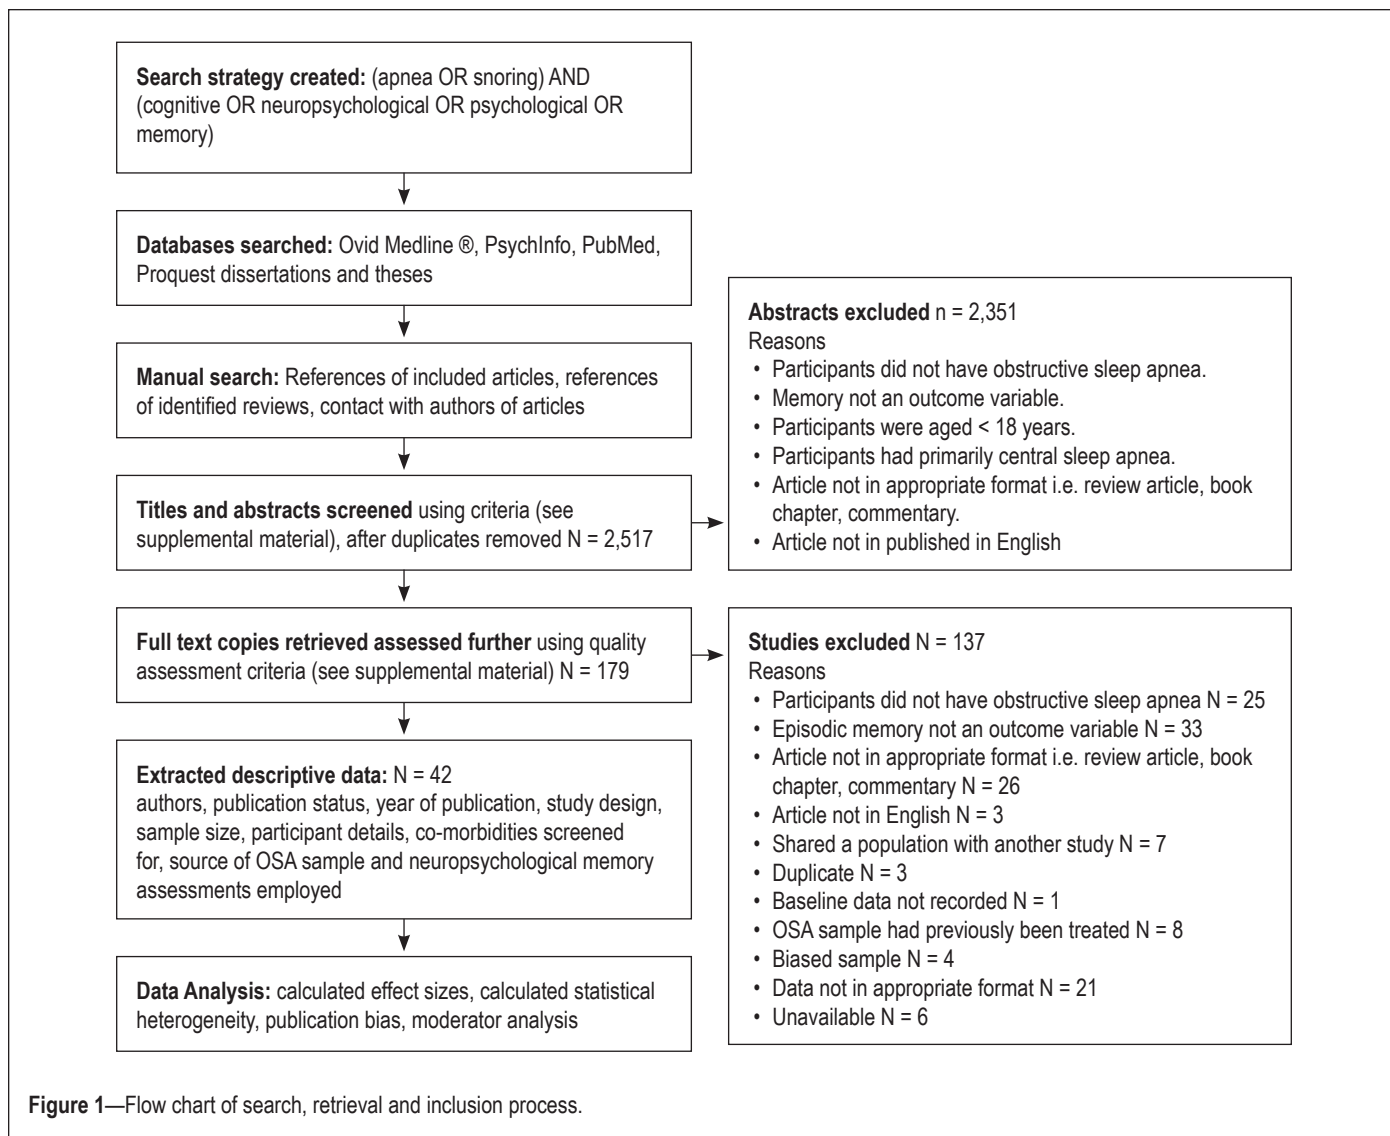 Search strategy created: (apnea OR snoring) AND
(cognitive OR neuropsychological OR psychological OR
memory)
Databases searched: Ovid Medline ®, PsychInfo, PubMed,
Proquest dissertations and theses
Manual search: References of included articles, references
of identified reviews, contact with authors of articles
Titles and abstracts screened using criteria (see
supplemental material), after duplicates removed N = 2,517
Abstracts excluded n = 2,351
Reasons
• Participants did not have obstructive sleep apnea.
• Memory not an outcome variable.
• Participants were aged < 18 years.
• Participants had primarily central sleep apnea.
• Article not in appropriate format i.e. review article, book
chapter, commentary.
• Article not in published in English
Full text copies retrieved assessed further using quality
assessment criteria (see supplemental material) N = 179
Studies excluded N = 137
Reasons
• Participants did not have obstructive sleep apnea N = 25
• Episodic memory not an outcome variable N = 33
• Article not in appropriate format i.e. review article, book
chapter, commentary N = 26
• Article not in English N = 3
• Shared a population with another study N = 7
• Duplicate N = 3
• Baseline data not recorded N = 1
• OSA sample had previously been treated N = 8
• Biased sample N = 4
• Data not in appropriate format N = 21
• Unavailable N = 6
Extracted descriptive data: N = 42
authors, publication status, year of publication, study design,
sample size, participant details, co-morbidities screened
for, source of OSA sample and neuropsychological memory
assessments employed
Data Analysis: calculated effect sizes, calculated statistical
heterogeneity, publication bias, moderator analysis
Figure 1—Flow chart of search, retrieval and inclusion process.